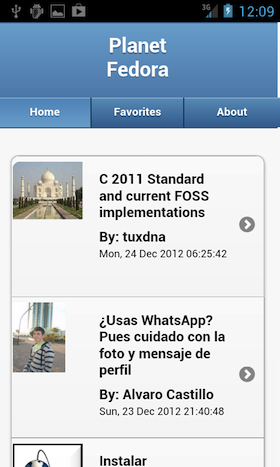 3G 12:09
Planet
Fedora
Home Favorites About
C 2011 Standard
and current FOSS
implementations
By: tuxdna
Mon, 24 Dec 2012 06:25:42
¿Usas WhatsApp?
Pues cuidado con la
foto y mensaje de
perfil
By: Alvaro Castillo
Sun, 23 Dec 2012 21:40:48
Instalar